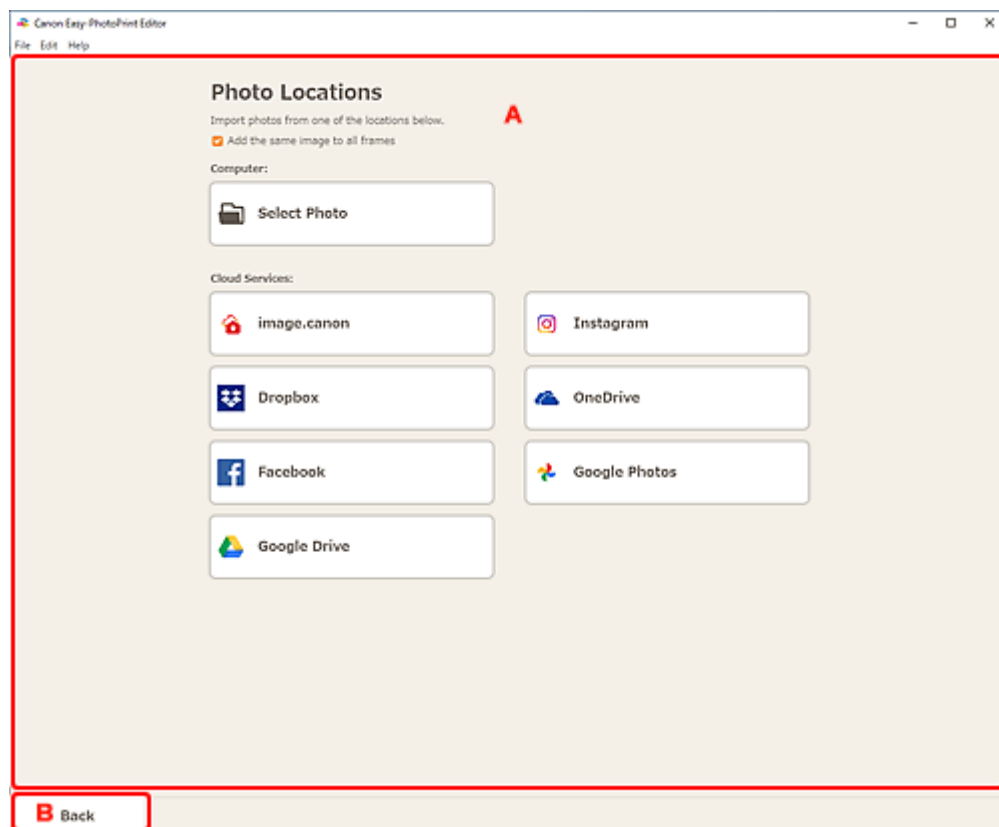 Canon Easy-PhotoPrint Editor
File Edit Help
Photo Locations
A
Import photos from one of the locations below.
Add the same image to all frames
Computer:
Select Photo
Cloud Services:
image.canon
Instagram
Dropbox
OneDrive
Facebook
Google Photos
Google Drive
B Back